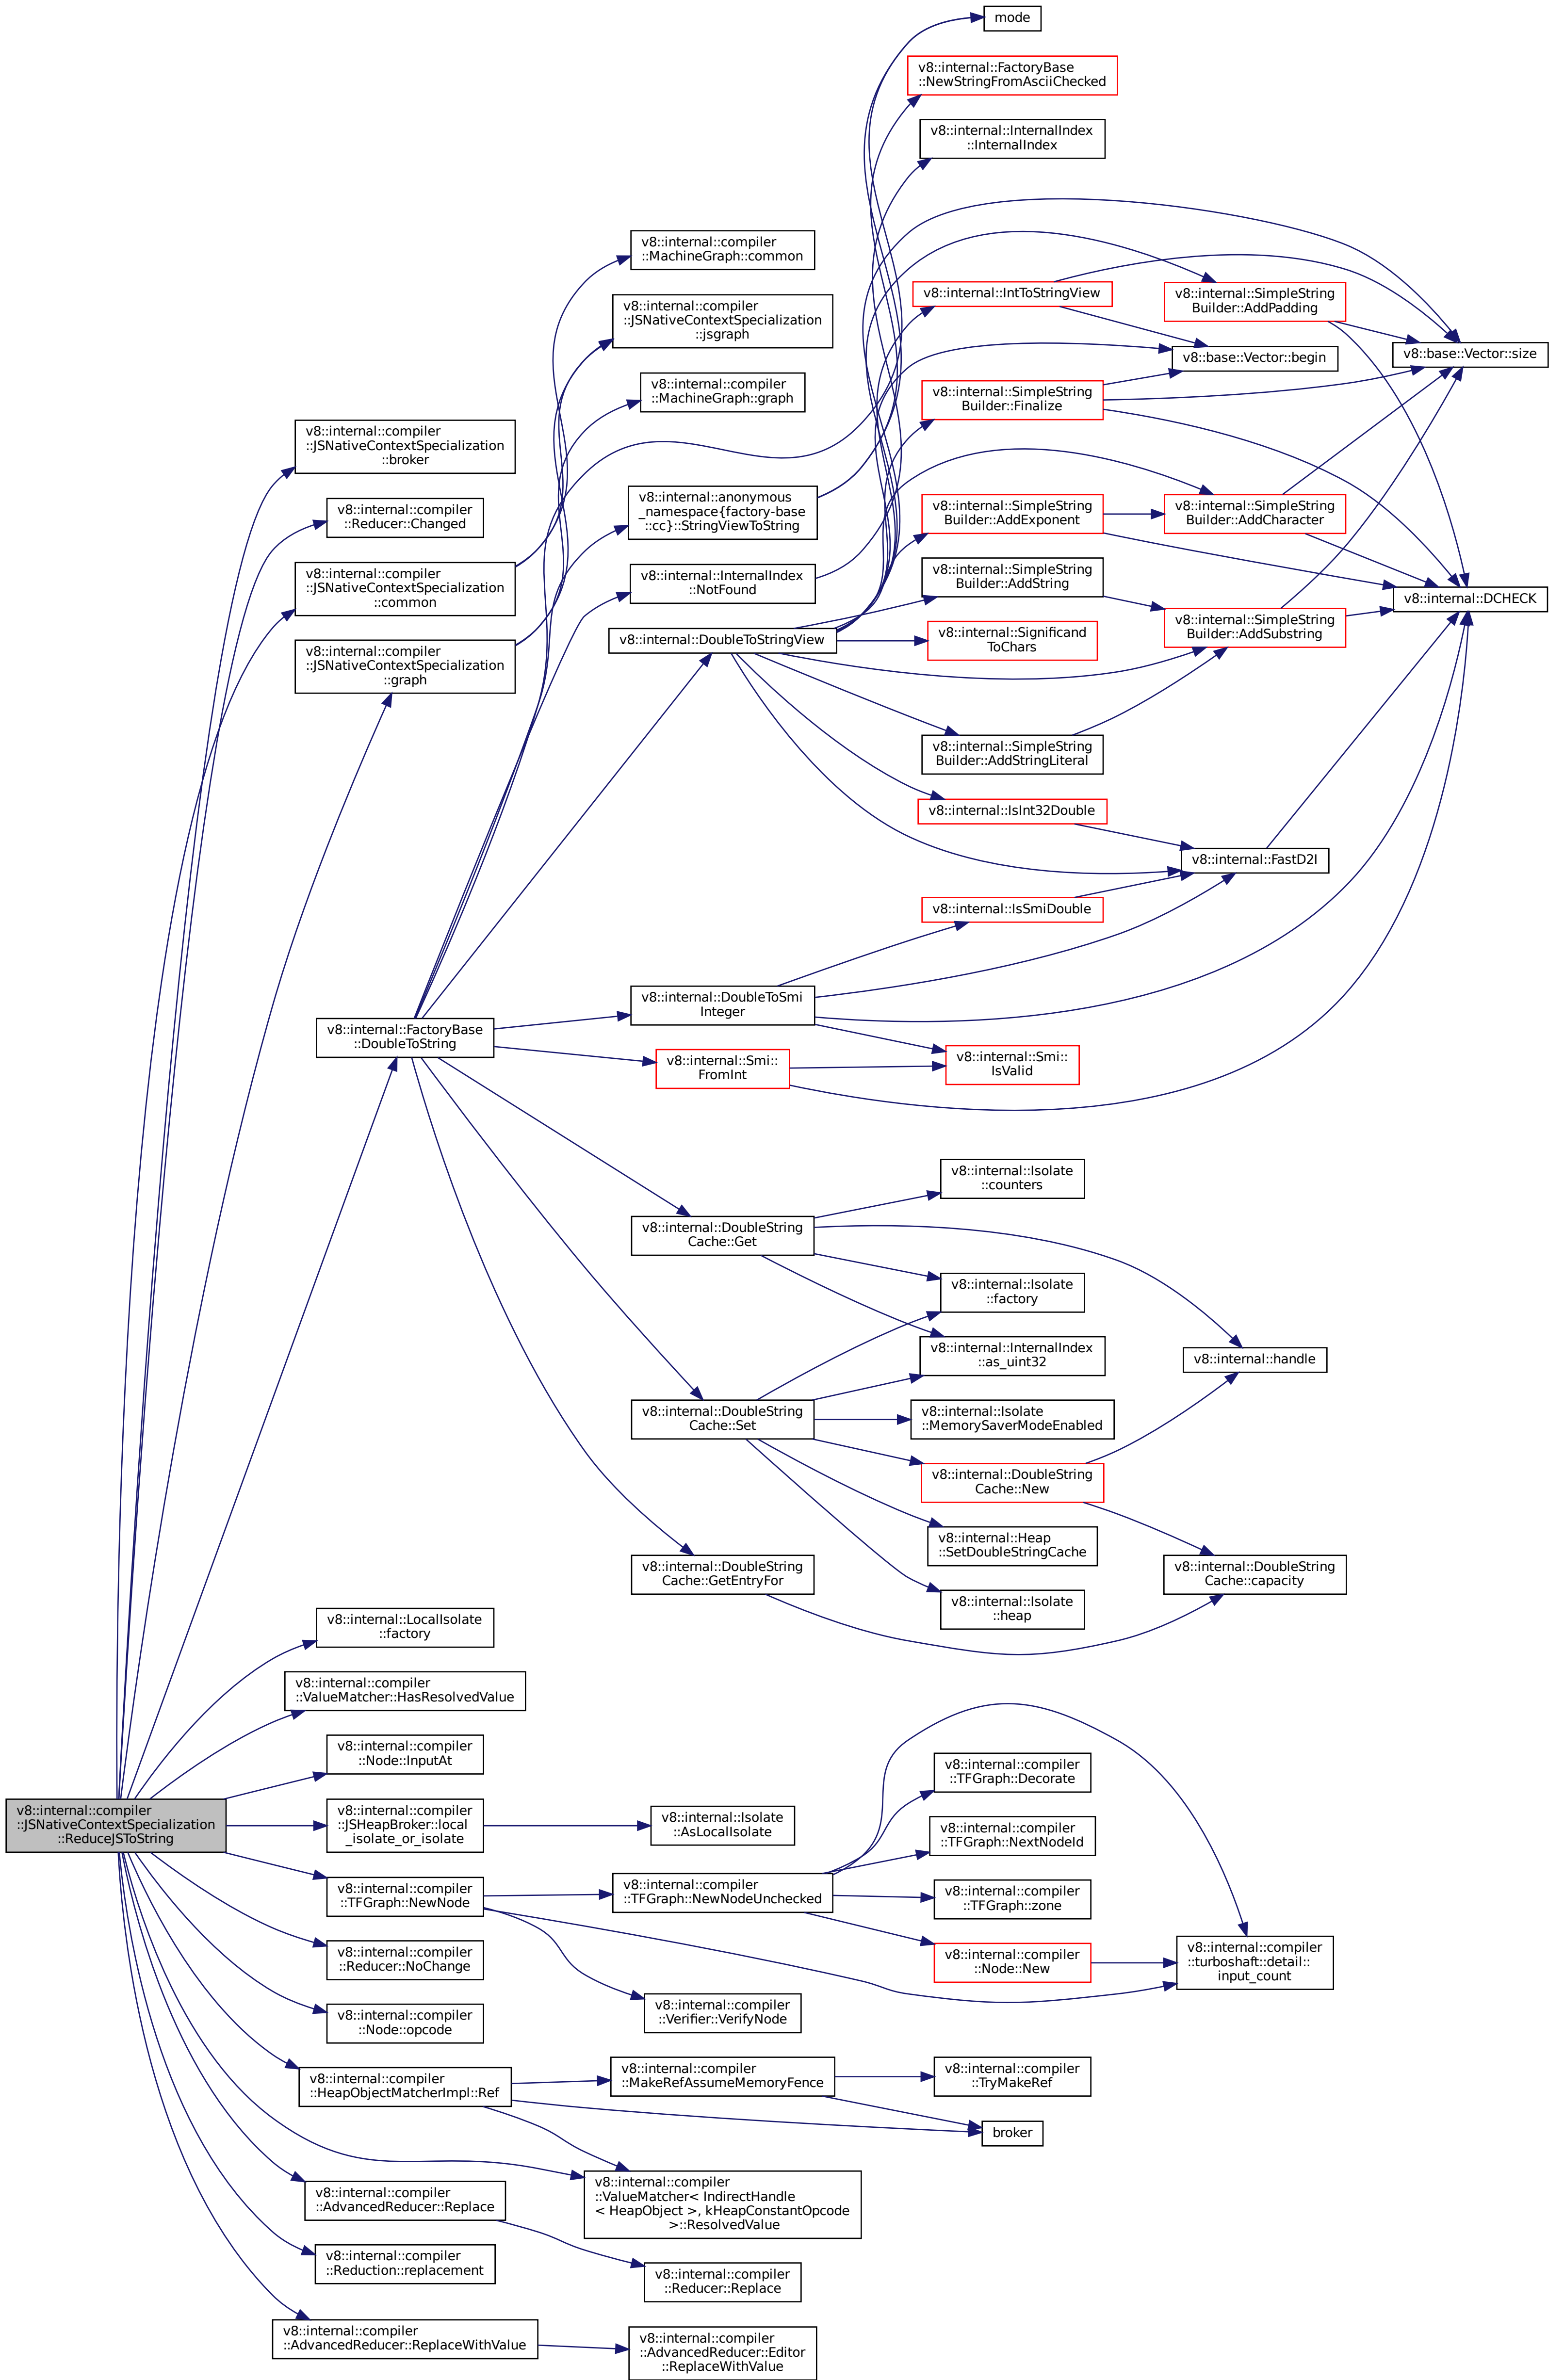 mode
v8::internal::FactoryBase
::NewStringFromAsciiChecked
v8::internal::InternalIndex
::InternalIndex
v8::internal::compiler
::MachineGraph::common
v8::internal::compiler
::JSNativeContextSpecialization
::jsgraph
v8::internal::IntToStringView
v8::internal::SimpleString
Builder::AddPadding
v8::base::Vector::begin
v8::base::Vector::size
v8::internal::compiler
::MachineGraph::graph
v8::internal::SimpleString
Builder::Finalize
v8::internal::compiler
::JSNativeContextSpecialization
::broker
v8::internal::compiler
::Reducer::Changed
v8::internal::anonymous
_namespace{factory-base
::cc}::StringViewToString
v8::internal::SimpleString
Builder::AddExponent
v8::internal::SimpleString
Builder::AddCharacter
v8::internal::compiler
::JSNativeContextSpecialization
::common
v8::internal::InternalIndex
::NotFound
v8::internal::SimpleString
Builder::AddString
v8::internal::DCHECK
v8::internal::compiler
::JSNativeContextSpecialization
::graph
v8::internal::DoubleToStringView
v8::internal::Significand
ToChars
v8::internal::SimpleString
Builder::AddSubstring
v8::internal::SimpleString
Builder::AddStringLiteral
v8::internal::IsInt32Double
v8::internal::FastD2I
v8::internal::IsSmiDouble
v8::internal::FactoryBase
::DoubleToString
v8::internal::DoubleToSmi
Integer
v8::internal::Smi::
FromInt
v8::internal::Smi::
IsValid
v8::internal::Isolate
::counters
v8::internal::DoubleString
Cache::Get
v8::internal::Isolate
::factory
v8::internal::InternalIndex
::as_uint32
v8::internal::handle
v8::internal::DoubleString
Cache::Set
v8::internal::Isolate
::MemorySaverModeEnabled
v8::internal::DoubleString
Cache::New
v8::internal::Heap
::SetDoubleStringCache
v8::internal::DoubleString
Cache::GetEntryFor
v8::internal::DoubleString
Cache::capacity
v8::internal::Isolate
::heap
v8::internal::LocalIsolate
::factory
v8::internal::compiler
::ValueMatcher::HasResolvedValue
v8::internal::compiler
::Node::InputAt
v8::internal::compiler
::JSNativeContextSpecialization
::ReduceJSToString
v8::internal::compiler
::JSHeapBroker::local
_isolate_or_isolate
v8::internal::Isolate
::AsLocalIsolate
v8::internal::compiler
::TFGraph::Decorate
v8::internal::compiler
::TFGraph::NextNodeId
v8::internal::compiler
::TFGraph::NewNode
v8::internal::compiler
::TFGraph::NewNodeUnchecked
v8::internal::compiler
::TFGraph::zone
v8::internal::compiler
::Reducer::NoChange
v8::internal::compiler
::Node::New
v8::internal::compiler
::turboshaft::detail::
input_count
v8::internal::compiler
::Node::opcode
v8::internal::compiler
::Verifier::VerifyNode
v8::internal::compiler
::HeapObjectMatcherImpl::Ref
v8::internal::compiler
::MakeRefAssumeMemoryFence
v8::internal::compiler
::TryMakeRef
broker
v8::internal::compiler
::AdvancedReducer::Replace
v8::internal::compiler
::ValueMatcher< IndirectHandle
< HeapObject >, kHeapConstantOpcode
>::ResolvedValue
v8::internal::compiler
::Reduction::replacement
v8::internal::compiler
::Reducer::Replace
v8::internal::compiler
::AdvancedReducer::ReplaceWithValue
v8::internal::compiler
::AdvancedReducer::Editor
::ReplaceWithValue